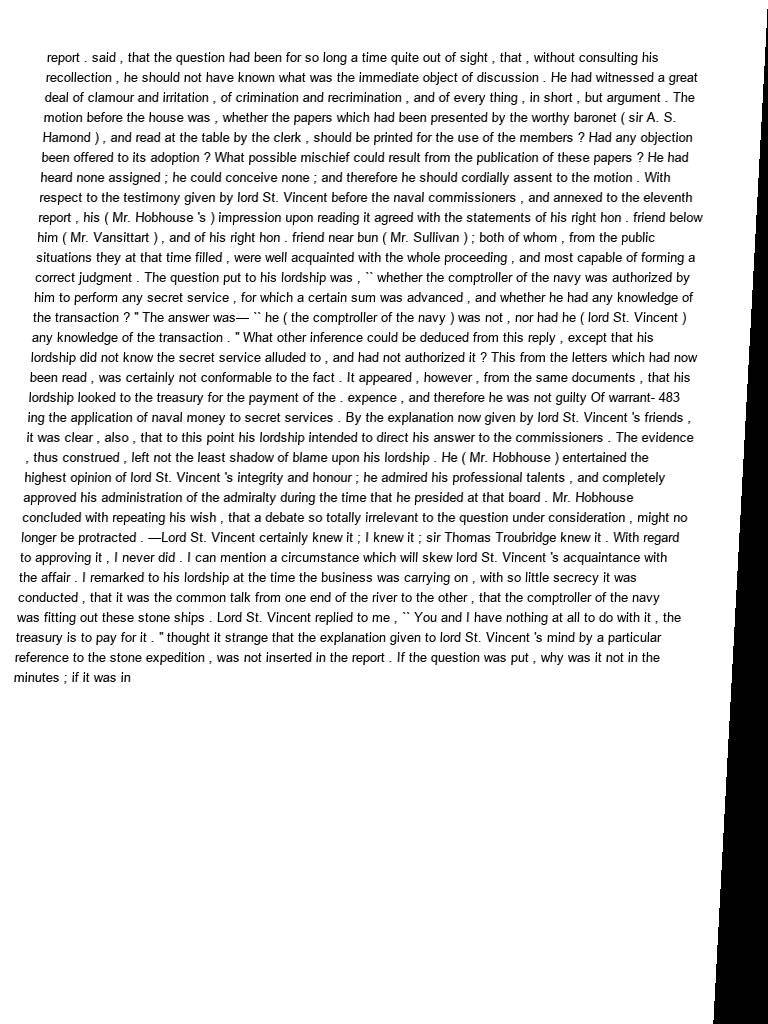 report . said , that the question had been for so long a time quite out of sight , that , without consulting his
recollection , he should not have known what was the immediate object of discussion . He had witnessed a great
deal of clamour and irritation , of crimination and recrimination , and of every thing , in short , but argument . The
motion before the house was , whether the papers which had been presented by the worthy baronet ( sir A. S.
Hamond ) , and read at the table by the clerk , should be printed for the use of the members ? Had any objection
been offered to its adoption ? What possible mischief could result from the publication of these papers ? He had
heard none assigned ; he could conceive none ; and therefore he should cordially assent to the motion . With
respect to the testimony given by lord St. Vincent before the naval commissioners , and annexed to the eleventh
report , his ( Mr. Hobhouse 's ) impression upon reading it agreed with the statements of his right hon . friend below
him ( Mr. Vansittart ) , and of his right hon . friend near bun ( Mr. Sullivan ) ; both of whom , from the public
situations they at that time filled , were well acquainted with the whole proceeding , and most capable of forming a
correct judgment . The question put to his lordship was , `` whether the comptroller of the navy was authorized by
him to perform any secret service , for which a certain sum was advanced , and whether he had any knowledge of
the transaction ? " The answer was— `` he ( the comptroller of the navy ) was not , nor had he ( lord St. Vincent )
any knowledge of the transaction . " What other inference could be deduced from this reply , except that his
lordship did not know the secret service alluded to , and had not authorized it ? This from the letters which had now
been read , was certainly not conformable to the fact . It appeared , however , from the same documents , that his
lordship looked to the treasury for the payment of the . expence , and therefore he was not guilty Of warrant- 483
ing the application of naval money to secret services . By the explanation now given by lord St. Vincent 's friends ,
it was clear , also , that to this point his lordship intended to direct his answer to the commissioners . The evidence
, thus construed , left not the least shadow of blame upon his lordship . He ( Mr. Hobhouse ) entertained the
highest opinion of lord St. Vincent 's integrity and honour ; he admired his professional talents , and completely
approved his administration of the admiralty during the time that he presided at that board . Mr. Hobhouse
concluded with repeating his wish , that a debate so totally irrelevant to the question under consideration , might no
longer be protracted . —Lord St. Vincent certainly knew it ; I knew it ; sir Thomas Troubridge knew it . With regard
to approving it , I never did . I can mention a circumstance which will skew lord St. Vincent 's acquaintance with
the affair . I remarked to his lordship at the time the business was carrying on , with so little secrecy it was
conducted , that it was the common talk from one end of the river to the other , that the comptroller of the navy
was fitting out these stone ships . Lord St. Vincent replied to me , `` You and I have nothing at all to do with it , the
treasury is to pay for it . " thought it strange that the explanation given to lord St. Vincent 's mind by a particular
reference to the stone expedition , was not inserted in the report . If the question was put , why was it not in the
minutes ; if it was in